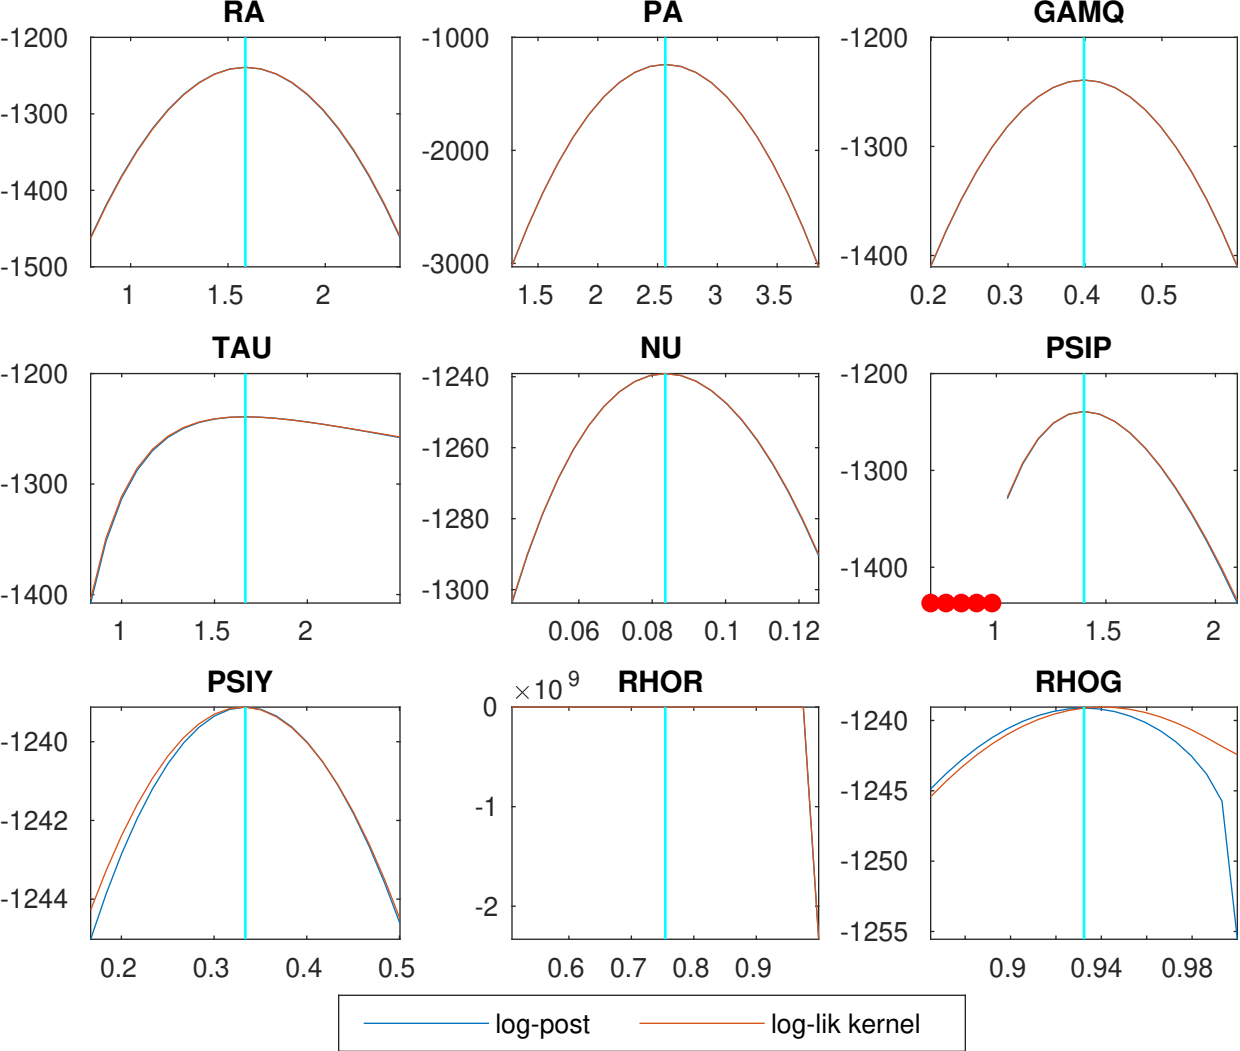 RA
PA
GAMQ
-1200
-1300
-1400
-1500
1 1.5 2
-1000
-2000
-3000
1.5 2 2.5 3 3.5
-1200
-1300
-1400
0.2 0.3 0.4 0.5
TAU
NU
PSIP
-1200
-1300
-1400
1 1.5 2
-1240
-1260
-1280
-1300
0.06 0.08 0.1 0.12
-1200
-1300
-1400
1 1.5 2
PSIY
RHOR
RHOG
-1240
-1242
-1244
0.2 0.3 0.4 0.5
×10 9
0
-1
-2
0.6 0.7 0.8 0.9
-1240
-1245
-1250
-1255
0.9 0.94 0.98
log-post log-lik kernel